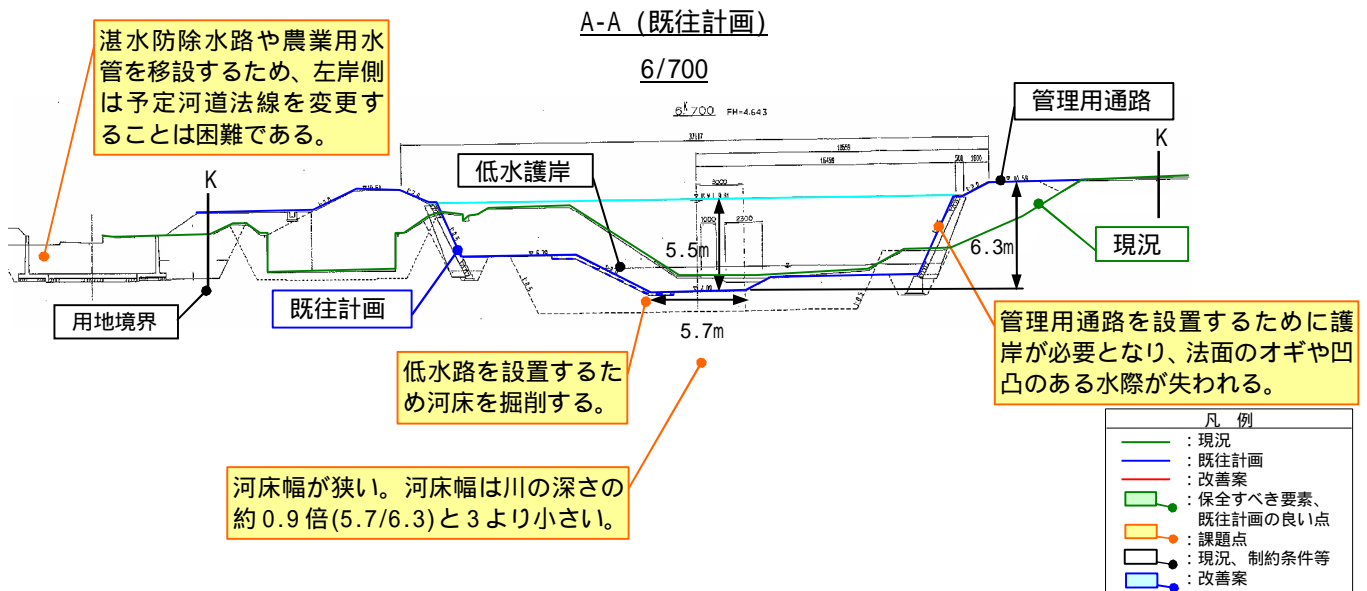 A-A (既往計画)
6/700
6K700 FH=4.643
湛水防除水路や農業用水
管を移設するため、左岸側
は予定河道法線を変更す
ることは困難である。
管理用通路
K
K
低水護岸
5.5m
6.3m
現況
用地境界
既往計画
5.7m
低水路を設置するた
め河床を掘削する。
管理用通路を設置するために護
岸が必要となり、法面のオギや凹
凸のある水際が失われる。
河床幅が狭い。河床幅は川の深さの
約0.9倍(5.7/6.3)と3より小さい。
凡 例
：現況
：既往計画
：改善案
：保全すべき要素、
既往計画の良い点
：課題点
：現況、制約条件等
：改善案